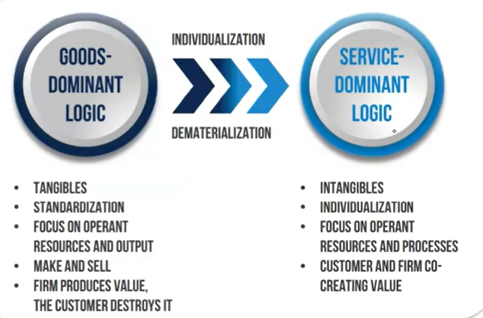 GOODS-
DOMINANT
LOGIC
INDIVIDUALIZATION
DEMATERIALIZATION
SERVICE-
DOMINANT
LOGIC
• TANGIBLES
• STANDARDIZATION
• FOCUS ON OPERANT
RESOURCES AND OUTPUT
• MAKE AND SELL
• FIRM PRODUCES VALUE,
THE CUSTOMER DESTROYS IT
• INTANGIBLES
• INDIVIDUALIZATION
• FOCUS ON OPERANT
RESOURCES AND PROCESSES
• CUSTOMER AND FIRM CO-
CREATING VALUE